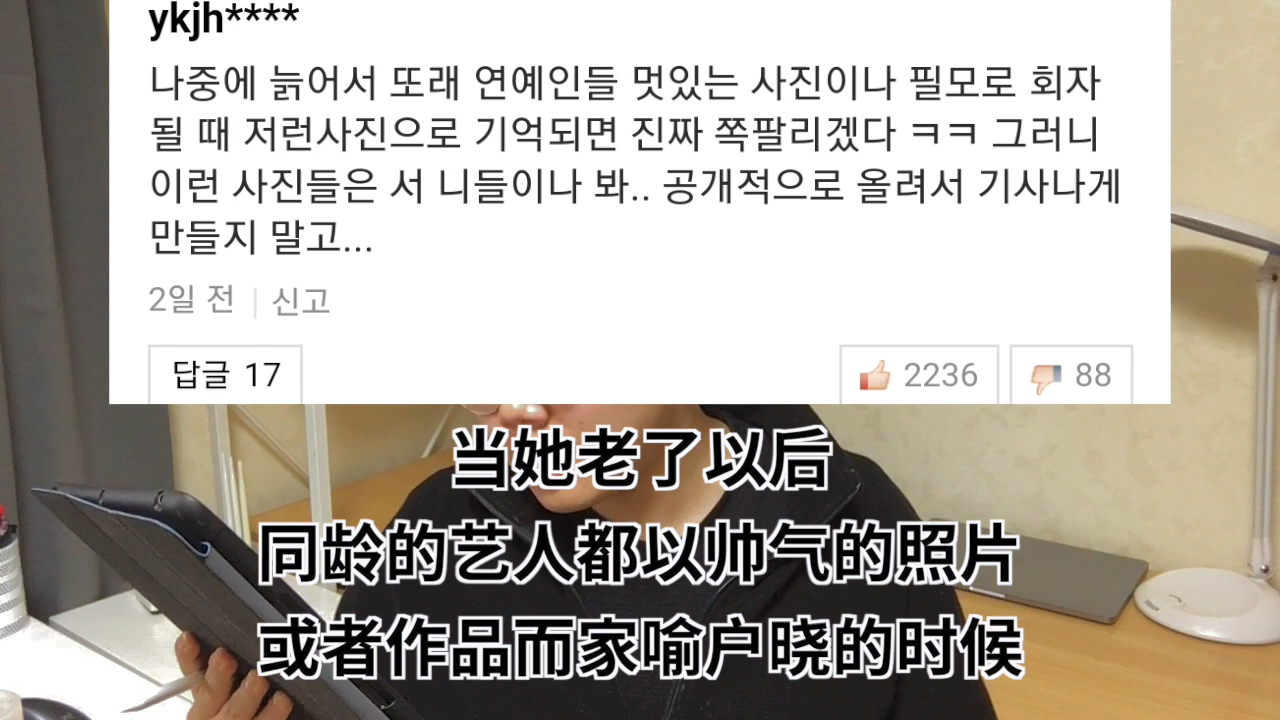 ykjh****
나중에 늙어서 또래 연예인들 멋있는 사진이나 필모로 회자
될 때 저런사진으로 기억되면 진짜 쪽팔리겠다 ㅋㅋ 그러니
이런 사진들은 서 니들이나 봐.. 공개적으로 올려서 기사나게
만들지 말고...
2일 전 | 신고
답글 17
2236 88
当她老了以后
同龄的艺人都以帅气的照片
或者作品而家喻户晓的时候